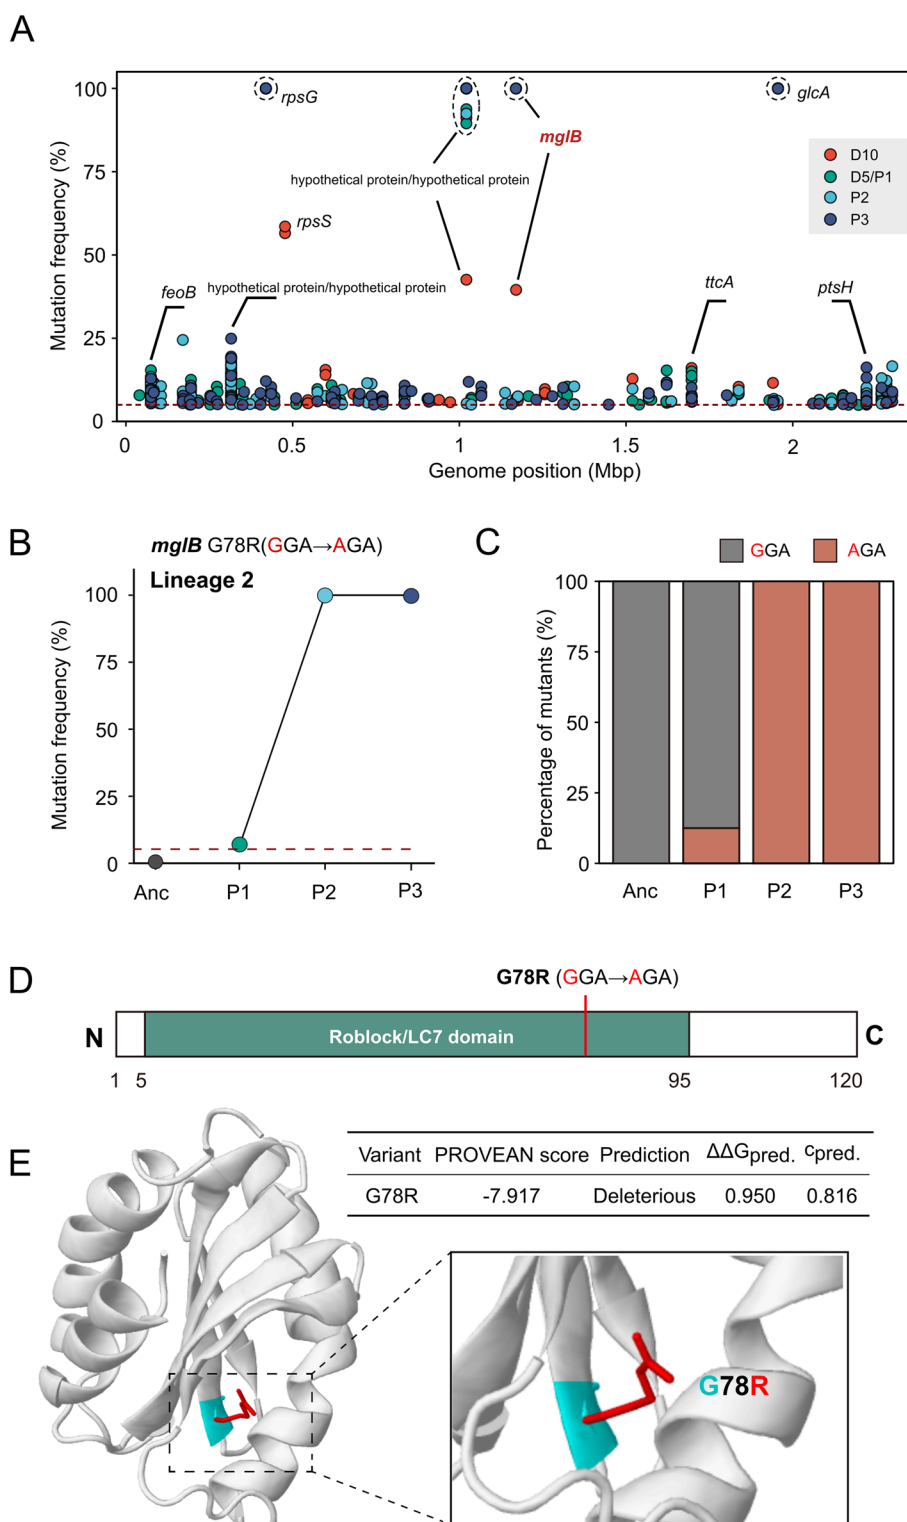 A
Mutation frequency (%)
100
75
50
25
0
rpsG
glcA
mglB
hypothetical protein/hypothetical protein
D10
D5/P1
P2
P3
rpsS
feoB
hypothetical protein/hypothetical protein
ttcA
ptsH
0 0.5 1 1.5 2
Genome position (Mbp)
B
mglB G78R(GGA→AGA)
Lineage 2
Mutation frequency (%)
100
75
50
25
0
Anc P1 P2 P3
C
GGA AGA
Percentage of mutants (%)
100
75
50
25
0
Anc P1 P2 P3
D
G78R (GGA→AGA)
N Roblock/LC7 domain C
1 5 95 120
E
Variant PROVEAN score Prediction ΔΔGpred. cpred.
G78R -7.917 Deleterious 0.950 0.816
G78R